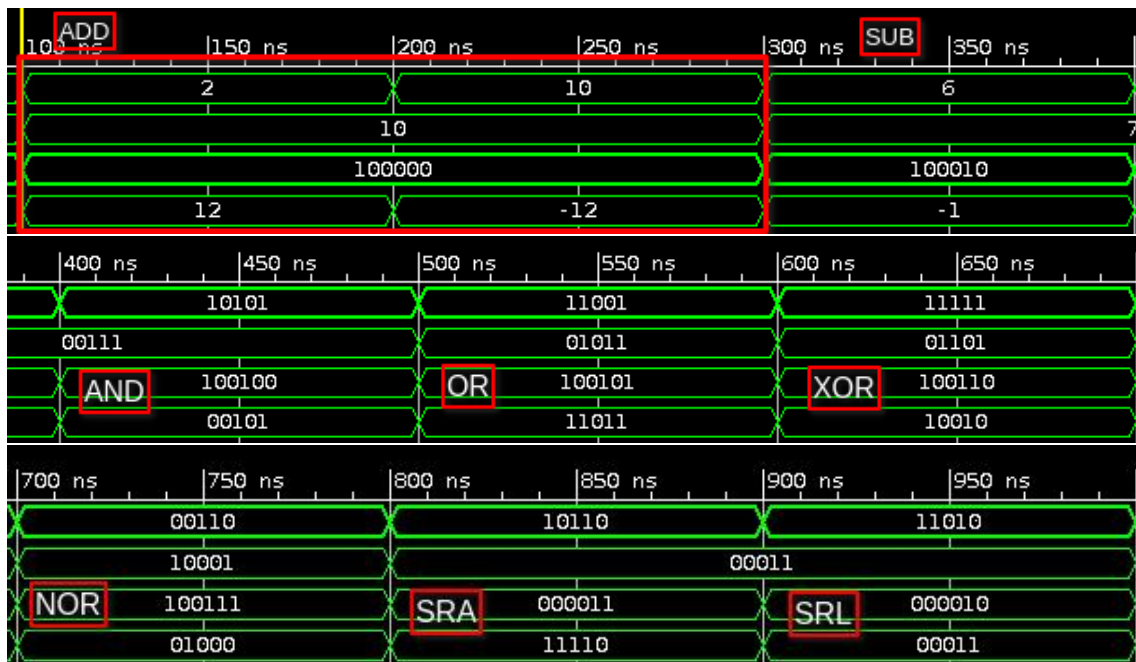 ADD
100 ns 150 ns 200 ns 250 ns 300 ns SUB 350 ns
2 10 6
10 7
100000 100010
12 -12 -1
400 ns 450 ns 500 ns 550 ns 600 ns 650 ns
10101 11001 11111
00111 01011 01101
AND 100100 OR 100101 XOR 100110
00101 11011 10010
700 ns 750 ns 800 ns 850 ns 900 ns 950 ns
00110 10110 11010
10001 00011
NOR 100111 SRA 000011 SRL 000010
01000 11110 00011